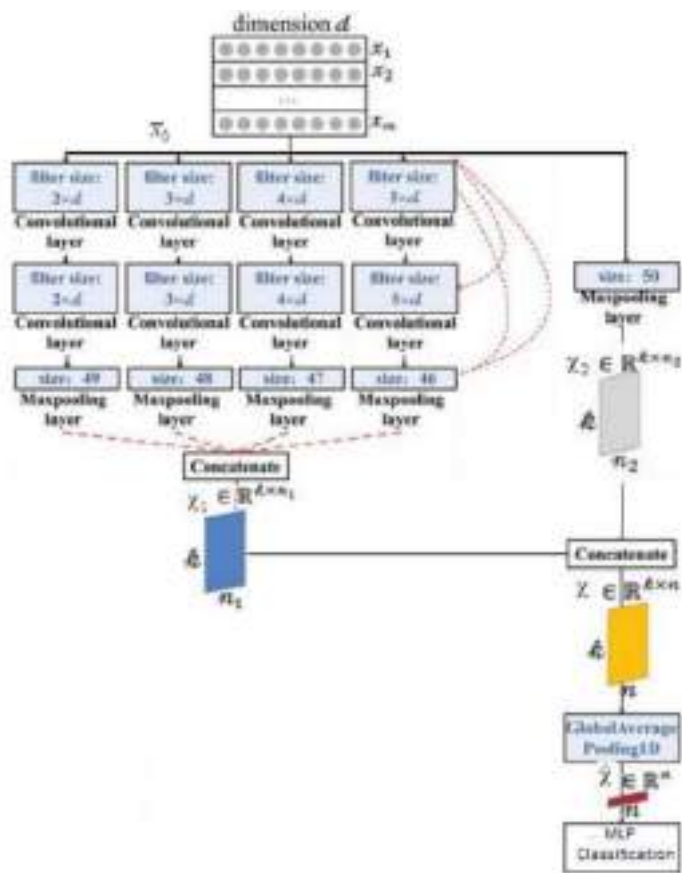 dimension d
x₁
x₂
...
xₘ
filter size:
2×d
Convolutional
layer
filter size:
3×d
Convolutional
layer
filter size:
4×d
Convolutional
layer
filter size:
5×d
Convolutional
layer
filter size:
2×d
Convolutional
layer
filter size:
3×d
Convolutional
layer
filter size:
4×d
Convolutional
layer
filter size:
5×d
Convolutional
layer
size: 50
Maxpooling
layer
size: 49
Maxpooling
layer
size: 48
Maxpooling
layer
size: 47
Maxpooling
layer
size: 46
Maxpooling
layer
χ₂ ∈ ℝ^{k×n₂}
k
n₂
Concatenate
χ₁ ∈ ℝ^{k×n₁}
k
n₁
Concatenate
χ ∈ ℝ^{k×n}
k
n
GlobalAverage
Pooling1D
χ̂ ∈ ℝⁿ
n
MLP
Classification